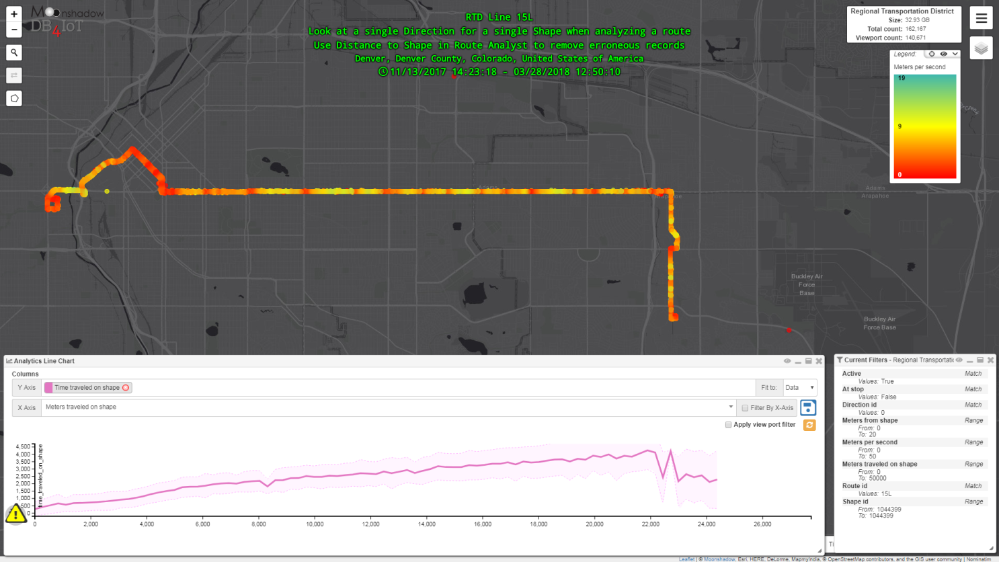 +
−
Moonshadow
DB4IoT
RTD Line 15L
Look at a single Direction for a single Shape when analyzing a route
Use Distance to Shape in Route Analyst to remove erroneous records
Denver, Denver County, Colorado, United States of America
11/13/2017 14:23:18 - 03/28/2018 12:50:10
Regional Transportation District
Size: 32.93 GB
Total count: 162,167
Viewport count: 140,671
Legend:
Meters per second
19
9
0
Creek
Adams
Arapahoe
Adams
Arapahoe
Buckley Air
Force
Base
Buckley Air
Force Base
Analytics Line Chart
Columns
Y Axis Time traveled on shape Fit to: Data
X Axis Meters traveled on shape Filter By X-Axis
Apply view port filter
time_traveled_on_shape
4,500
4,000
3,500
3,000
2,500
2,000
1,500
1,000
500
0
0 2,000 4,000 6,000 8,000 10,000 12,000 14,000 16,000 18,000 20,000 22,000 24,000 26,000
Current Filters - Regional Transportatio
Active Match
Values: True
At stop Match
Values: False
Direction id Match
Values: 0
Meters from shape Range
From: 0
To: 20
Meters per second Range
From: 0
To: 50
Meters traveled on shape Range
From: 0
To: 50000
Route id Match
Values: 15L
Shape id Range
From: 1044399
To: 1044399
Ti
Leaflet | © Moonshadow, Esri, HERE, DeLorme, MapmyIndia, © OpenStreetMap contributors, and the GIS user community | Nominatim